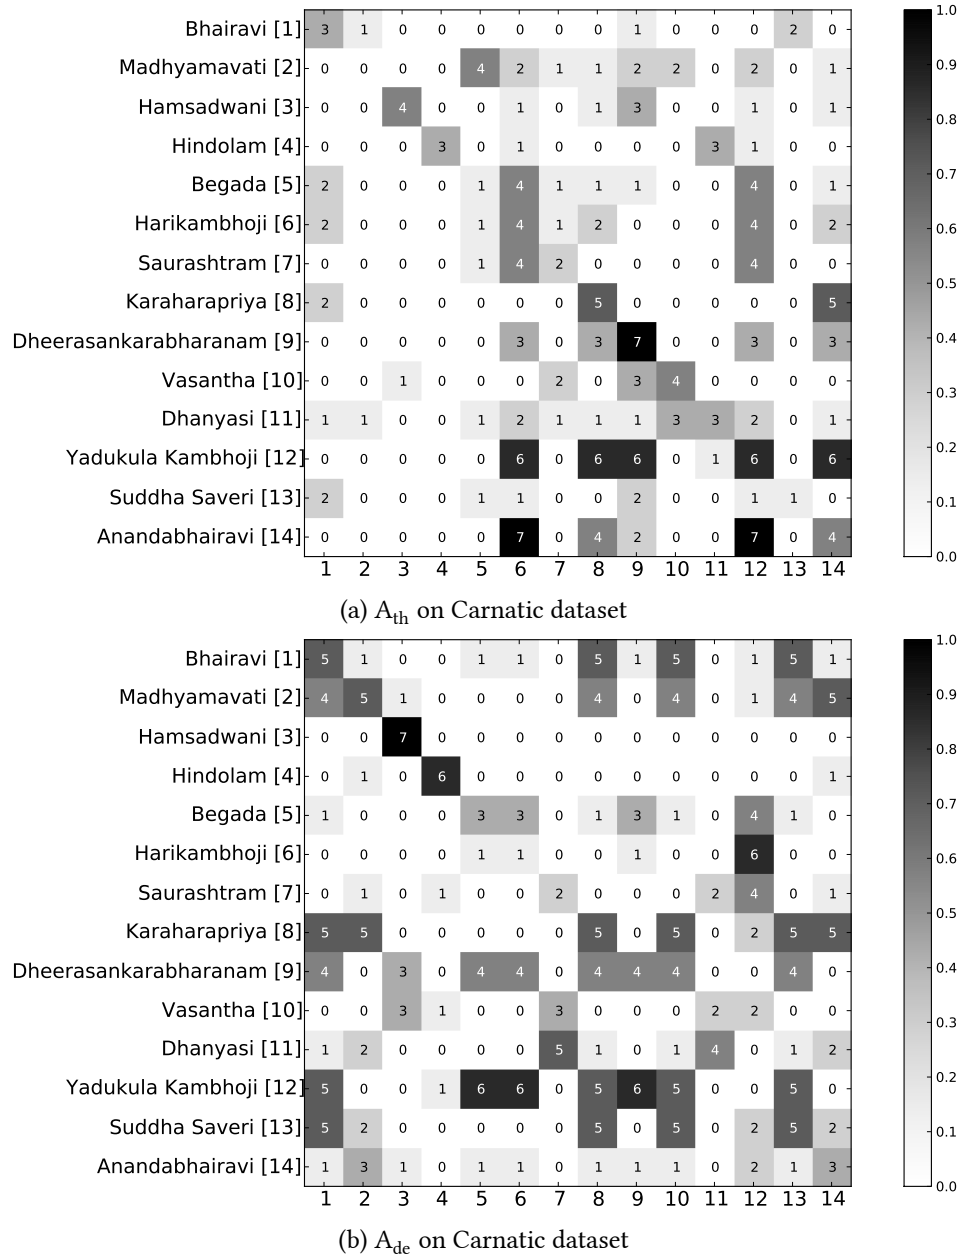 Bhairavi [1] 3 1 0 0 0 0 0 0 1 0 0 0 2 0
Madhyamavati [2] 0 0 0 0 4 2 1 1 2 2 0 2 0 1
Hamsadwani [3] 0 0 4 0 0 1 0 1 3 0 0 1 0 1
Hindolam [4] 0 0 0 3 0 1 0 0 0 0 3 1 0 0
Begada [5] 2 0 0 0 1 4 1 1 1 0 0 4 0 1
Harikambhoji [6] 2 0 0 0 1 4 1 2 0 0 0 4 0 2
Saurashtram [7] 0 0 0 0 1 4 2 0 0 0 0 4 0 0
Karaharapriya [8] 2 0 0 0 0 0 0 5 0 0 0 0 0 5
Dheerasankarabharanam [9] 0 0 0 0 0 3 0 3 7 0 0 3 0 3
Vasantha [10] 0 0 1 0 0 0 2 0 3 4 0 0 0 0
Dhanyasi [11] 1 1 0 0 1 2 1 1 1 3 3 2 0 1
Yadukula Kambhoji [12] 0 0 0 0 0 6 0 6 6 0 1 6 0 6
Suddha Saveri [13] 2 0 0 0 1 1 0 0 2 0 0 1 1 0
Anandabhairavi [14] 0 0 0 0 0 7 0 4 2 0 0 7 0 4
1 2 3 4 5 6 7 8 9 10 11 12 13 14
1.0
0.9
0.8
0.7
0.6
0.5
0.4
0.3
0.2
0.1
0.0
(a) Ath on Carnatic dataset
Bhairavi [1] 5 1 0 0 1 1 0 5 1 5 0 1 5 1
Madhyamavati [2] 4 5 1 0 0 0 0 4 0 4 0 1 4 5
Hamsadwani [3] 0 0 7 0 0 0 0 0 0 0 0 0 0 0
Hindolam [4] 0 1 0 6 0 0 0 0 0 0 0 0 0 1
Begada [5] 1 0 0 0 3 3 0 1 3 1 0 4 1 0
Harikambhoji [6] 0 0 0 0 1 1 0 0 1 0 0 6 0 0
Saurashtram [7] 0 1 0 1 0 0 2 0 0 0 2 4 0 1
Karaharapriya [8] 5 5 0 0 0 0 0 5 0 5 0 2 5 5
Dheerasankarabharanam [9] 4 0 3 0 4 4 0 4 4 4 0 0 4 0
Vasantha [10] 0 0 3 1 0 0 3 0 0 0 2 2 0 0
Dhanyasi [11] 1 2 0 0 0 0 5 1 0 1 4 0 1 2
Yadukula Kambhoji [12] 5 0 0 1 6 6 0 5 6 5 0 0 5 0
Suddha Saveri [13] 5 2 0 0 0 0 0 5 0 5 0 2 5 2
Anandabhairavi [14] 1 3 1 0 1 1 0 1 1 1 0 2 1 3
1 2 3 4 5 6 7 8 9 10 11 12 13 14
1.0
0.9
0.8
0.7
0.6
0.5
0.4
0.3
0.2
0.1
0.0
(b) Ade on Carnatic dataset